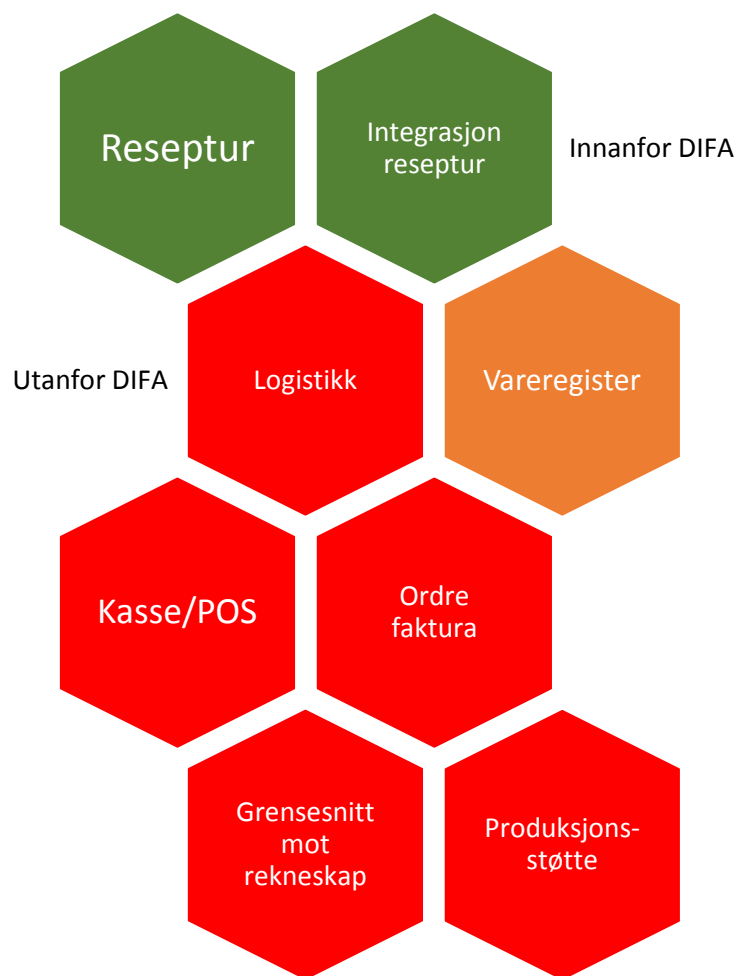 Reseptur
Integrasjon
reseptur
Innanfor DIFA
Utanfor DIFA
Logistikk
Vareregister
Kasse/POS
Ordre
faktura
Grensesnitt
mot
rekneskap
Produksjons-
støtte